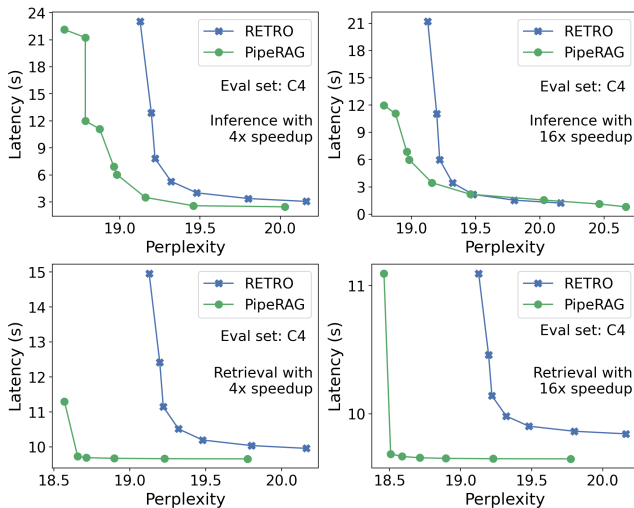 24
21
18
15
12
9
6
3
Latency (s)
19.0 19.5 20.0
Perplexity
RETRO
PipeRAG
Eval set: C4
Inference with
4x speedup
21
18
15
12
9
6
3
0
Latency (s)
19.0 19.5 20.0 20.5
Perplexity
RETRO
PipeRAG
Eval set: C4
Inference with
16x speedup
15
14
13
12
11
10
Latency (s)
18.5 19.0 19.5 20.0
Perplexity
RETRO
PipeRAG
Eval set: C4
Retrieval with
4x speedup
11
10
Latency (s)
18.5 19.0 19.5 20.0
Perplexity
RETRO
PipeRAG
Eval set: C4
Retrieval with
16x speedup